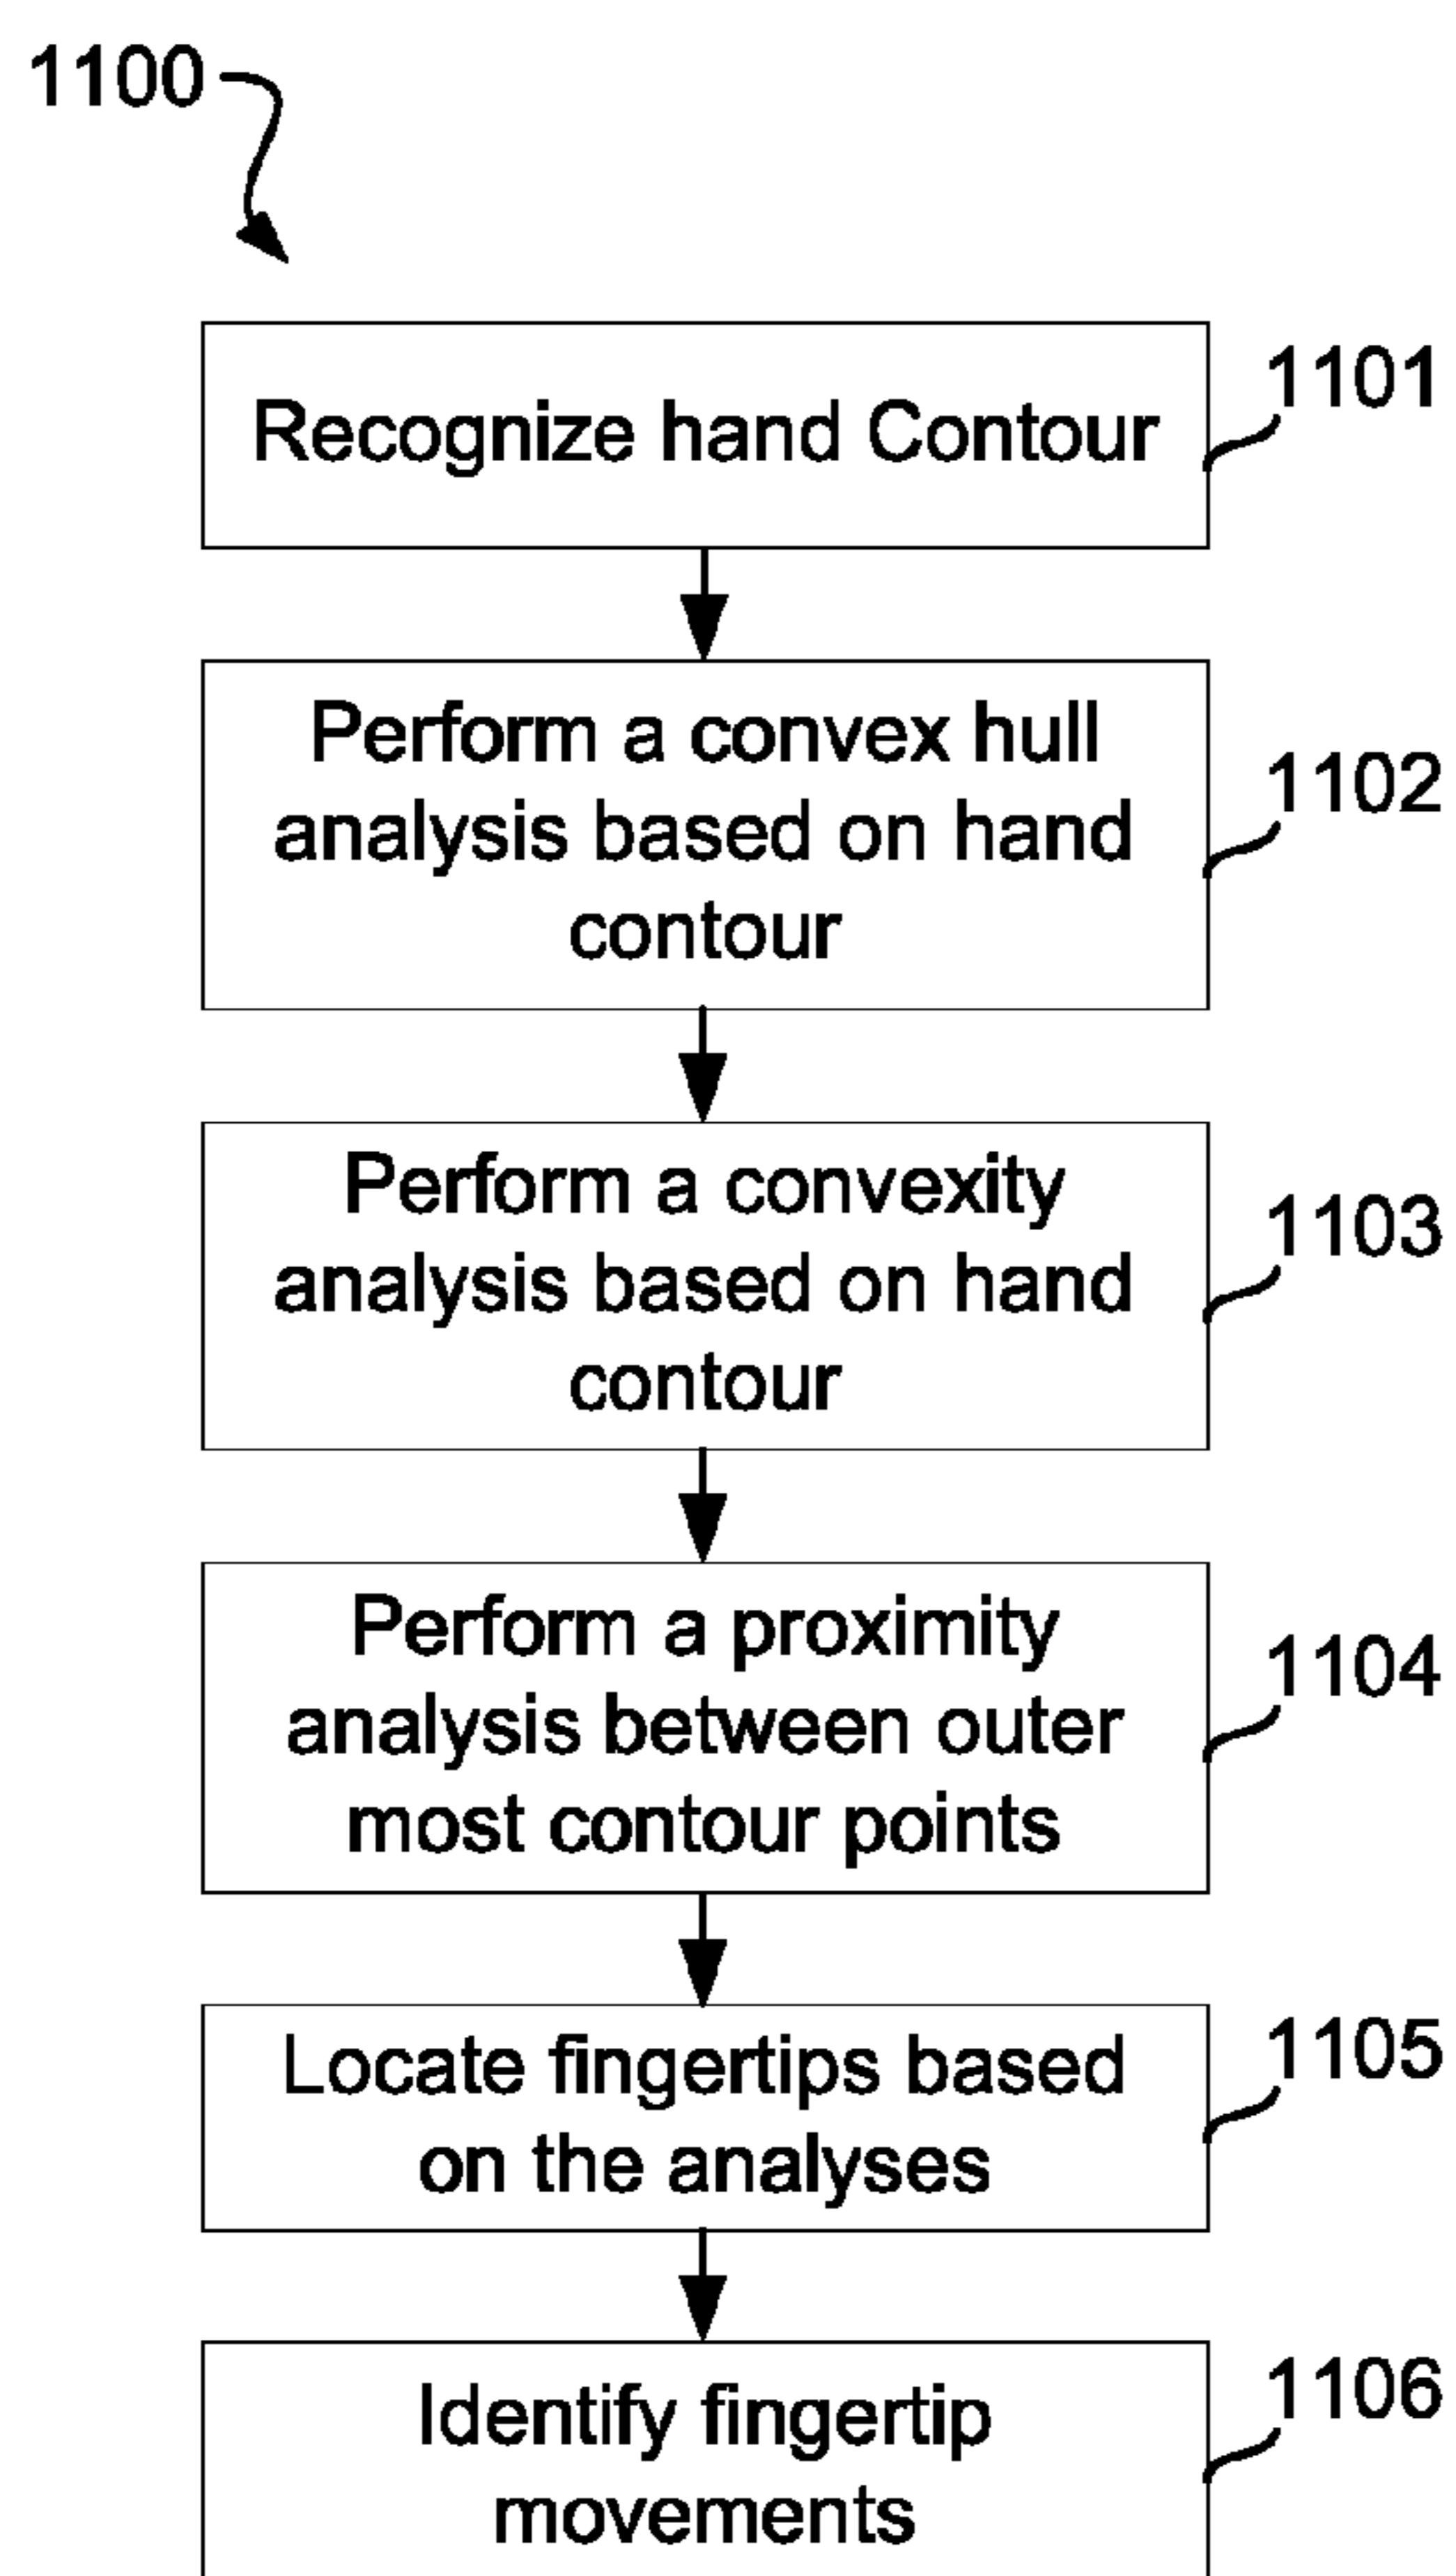 1100
Recognize hand Contour
1101
Perform a convex hull
analysis based on hand
contour
1102
Perform a convexity
analysis based on hand
contour
1103
Perform a proximity
analysis between outer
most contour points
1104
Locate fingertips based
on the analyses
1105
Identify fingertip
movements
1106